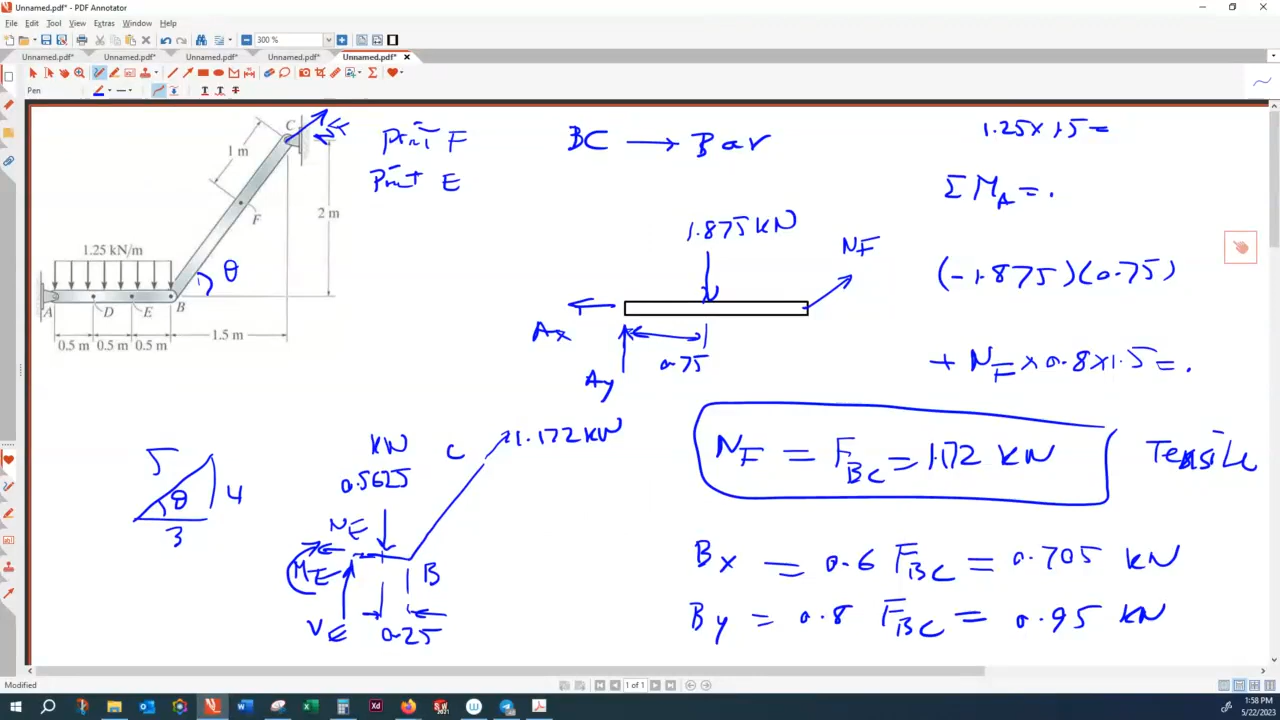 Unnamed.pdf* - PDF Annotator
File Edit Tool View Extras Window Help
300 %
Unnamed.pdf* Unnamed.pdf* Unnamed.pdf* Unnamed.pdf* Unnamed.pdf*
Pen
C
1 m
F
2 m
1.25 kN/m
θ
A D E B
0.5 m 0.5 m 0.5 m 1.5 m
Point F
Point E
BC → Bar
1.875 KN
NF
Ax
Ay
0.75
1.25 x 1.5 =
Σ MA = 0
(-1.875)(0.75)
+ NF x 0.8 x 1.5 = 0
NF = FBC = 1.172 KN Tensile
Bx = 0.6 FBC = 0.705 KN
By = 0.8 FBC = 0.95 KN
5
θ 4
3
KN
0.5625
C
1.172 KN
NE
ME
B
VE
0.25
Modified
1 of 1
1:58 PM
5/22/2023